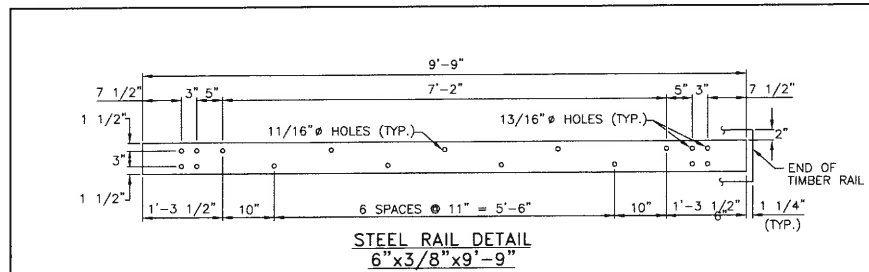 9'-9"
7 1/2" 3" 5" 7'-2" 5" 3" 7 1/2"
1 1/2"
11/16"ø HOLES (TYP.)
13/16"ø HOLES (TYP.)
2"
3"
END OF
TIMBER RAIL
1 1/2"
1'-3 1/2" 10" 6 SPACES @ 11" = 5'-6" 10" 1'-3 1/2" 6" 1 1/4"
(TYP.)
STEEL RAIL DETAIL
6"x3/8"x9'-9"